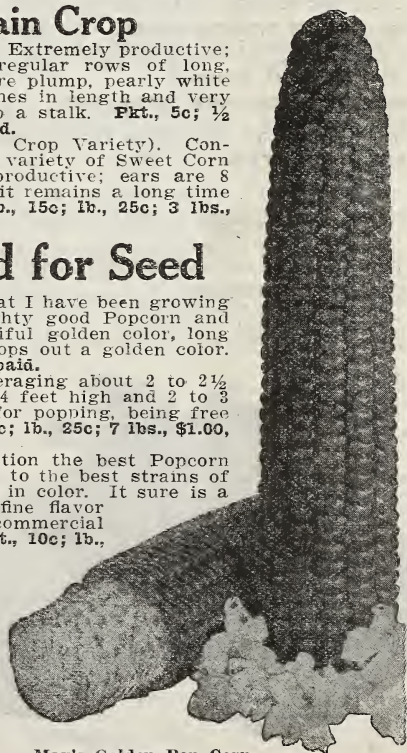 ain Crop
Extremely productive;
regular rows of long,
re plump, pearly white
nes in length and very
o a stalk. Pkt., 5c; ½
d.
Crop Variety). Con-
variety of Sweet Corn
productive; ears are 8
it remains a long time
b., 15c; lb., 25c; 3 lbs.,
d for Seed
at I have been growing
hty good Popcorn and
iful golden color, long
ops out a golden color.
paid.
eraging about 2 to 2½
4 feet high and 2 to 3
for popping, being free
c; lb., 25c; 7 lbs., $1.00,
tion the best Popcorn
to the best strains of
in color. It sure is a
fine flavor
commercial
t., 10c; lb.,
Golden Pop Corn